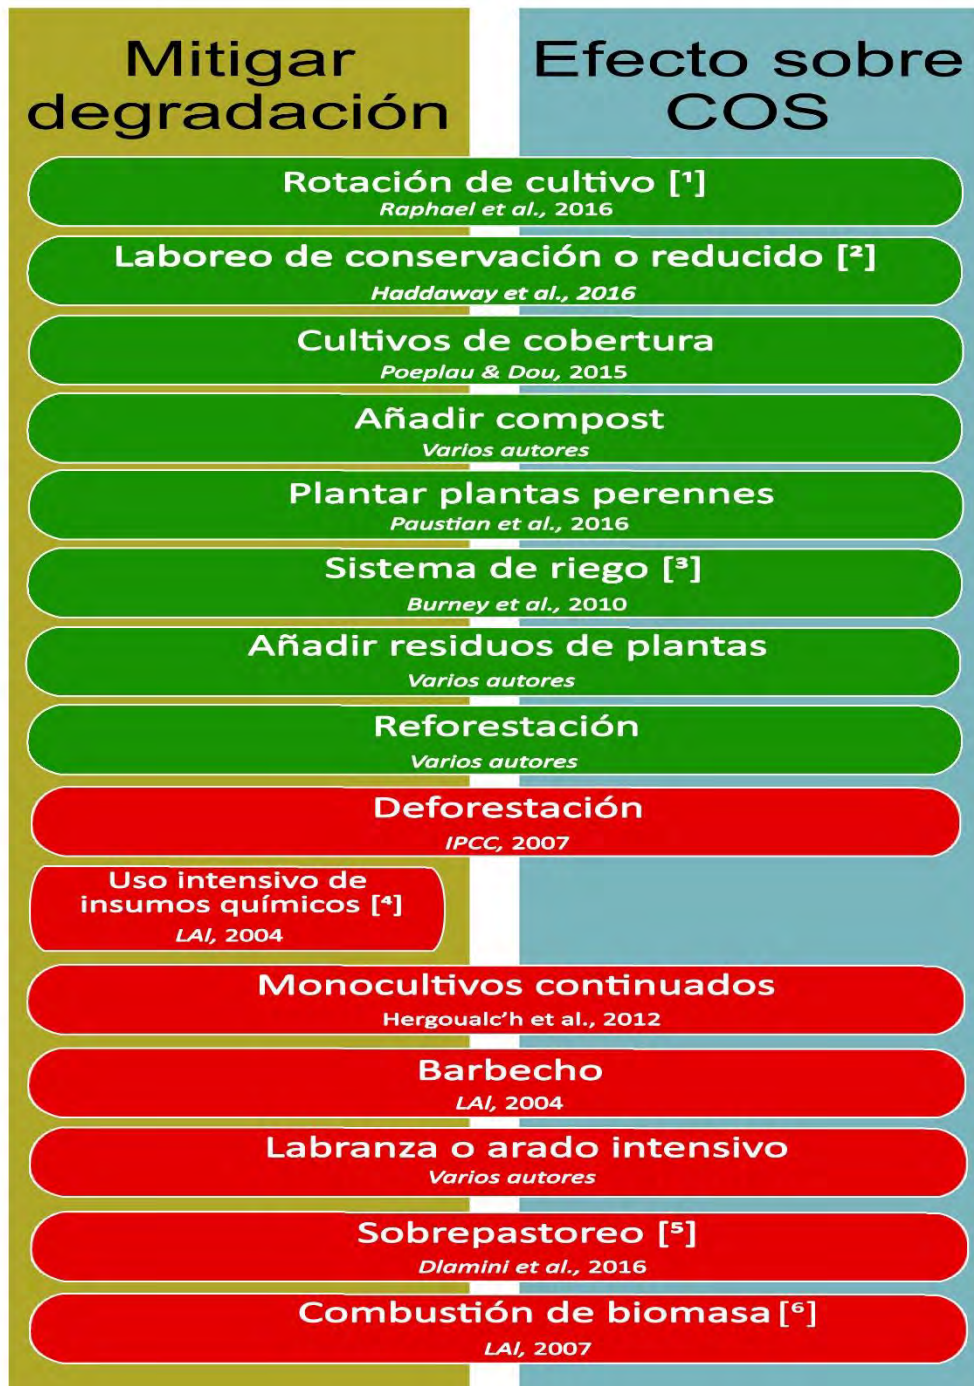 Mitigar
degradación
Efecto sobre
COS
Rotación de cultivo [¹]
Raphael et al., 2016
Laboreo de conservación o reducido [²]
Haddaway et al., 2016
Cultivos de cobertura
Poeplau & Dou, 2015
Añadir compost
Varios autores
Plantar plantas perennes
Paustian et al., 2016
Sistema de riego [³]
Burney et al., 2010
Añadir residuos de plantas
Varios autores
Reforestación
Varios autores
Deforestación
IPCC, 2007
Uso intensivo de
insumos químicos [⁴]
LAl, 2004
Monocultivos continuados
Hergoualc’h et al., 2012
Barbecho
LAl, 2004
Labranza o arado intensivo
Varios autores
Sobrepastoreo [⁵]
Dlamini et al., 2016
Combustión de biomasa [⁶]
LAl, 2007